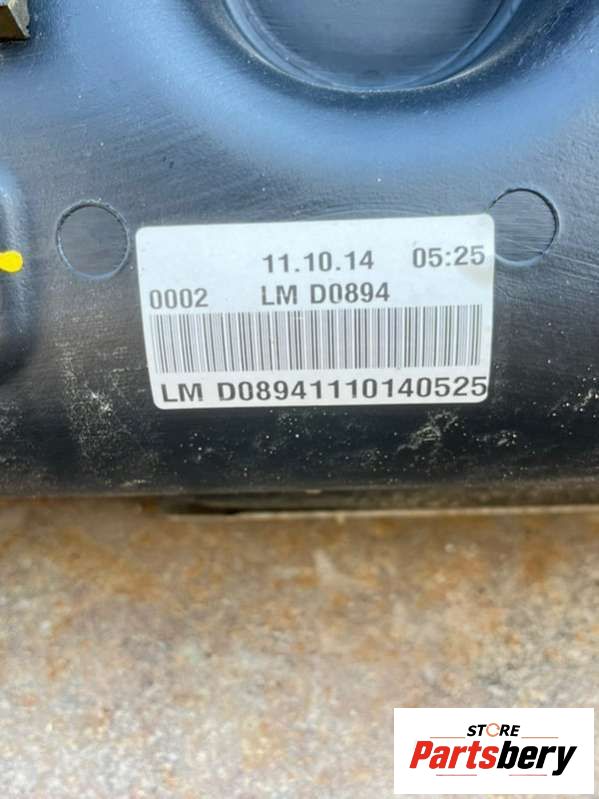 11.10.14 05:25
0002 LM D0894
LM D08941110140525
STORE
Partsbery